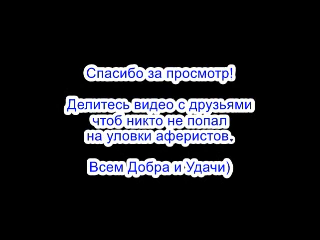 Спасибо за просмотр!
Делитесь видео с друзьями
чтоб никто не попал
на уловки аферистов.
Всем Добра и Удачи)